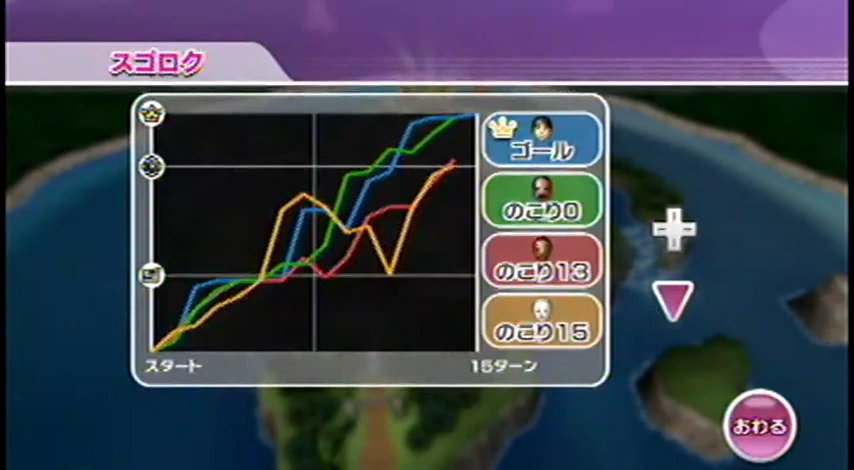 スゴロク
ゴール
のこり0
のこり13
のこり15
スタート
15ターン
おわる